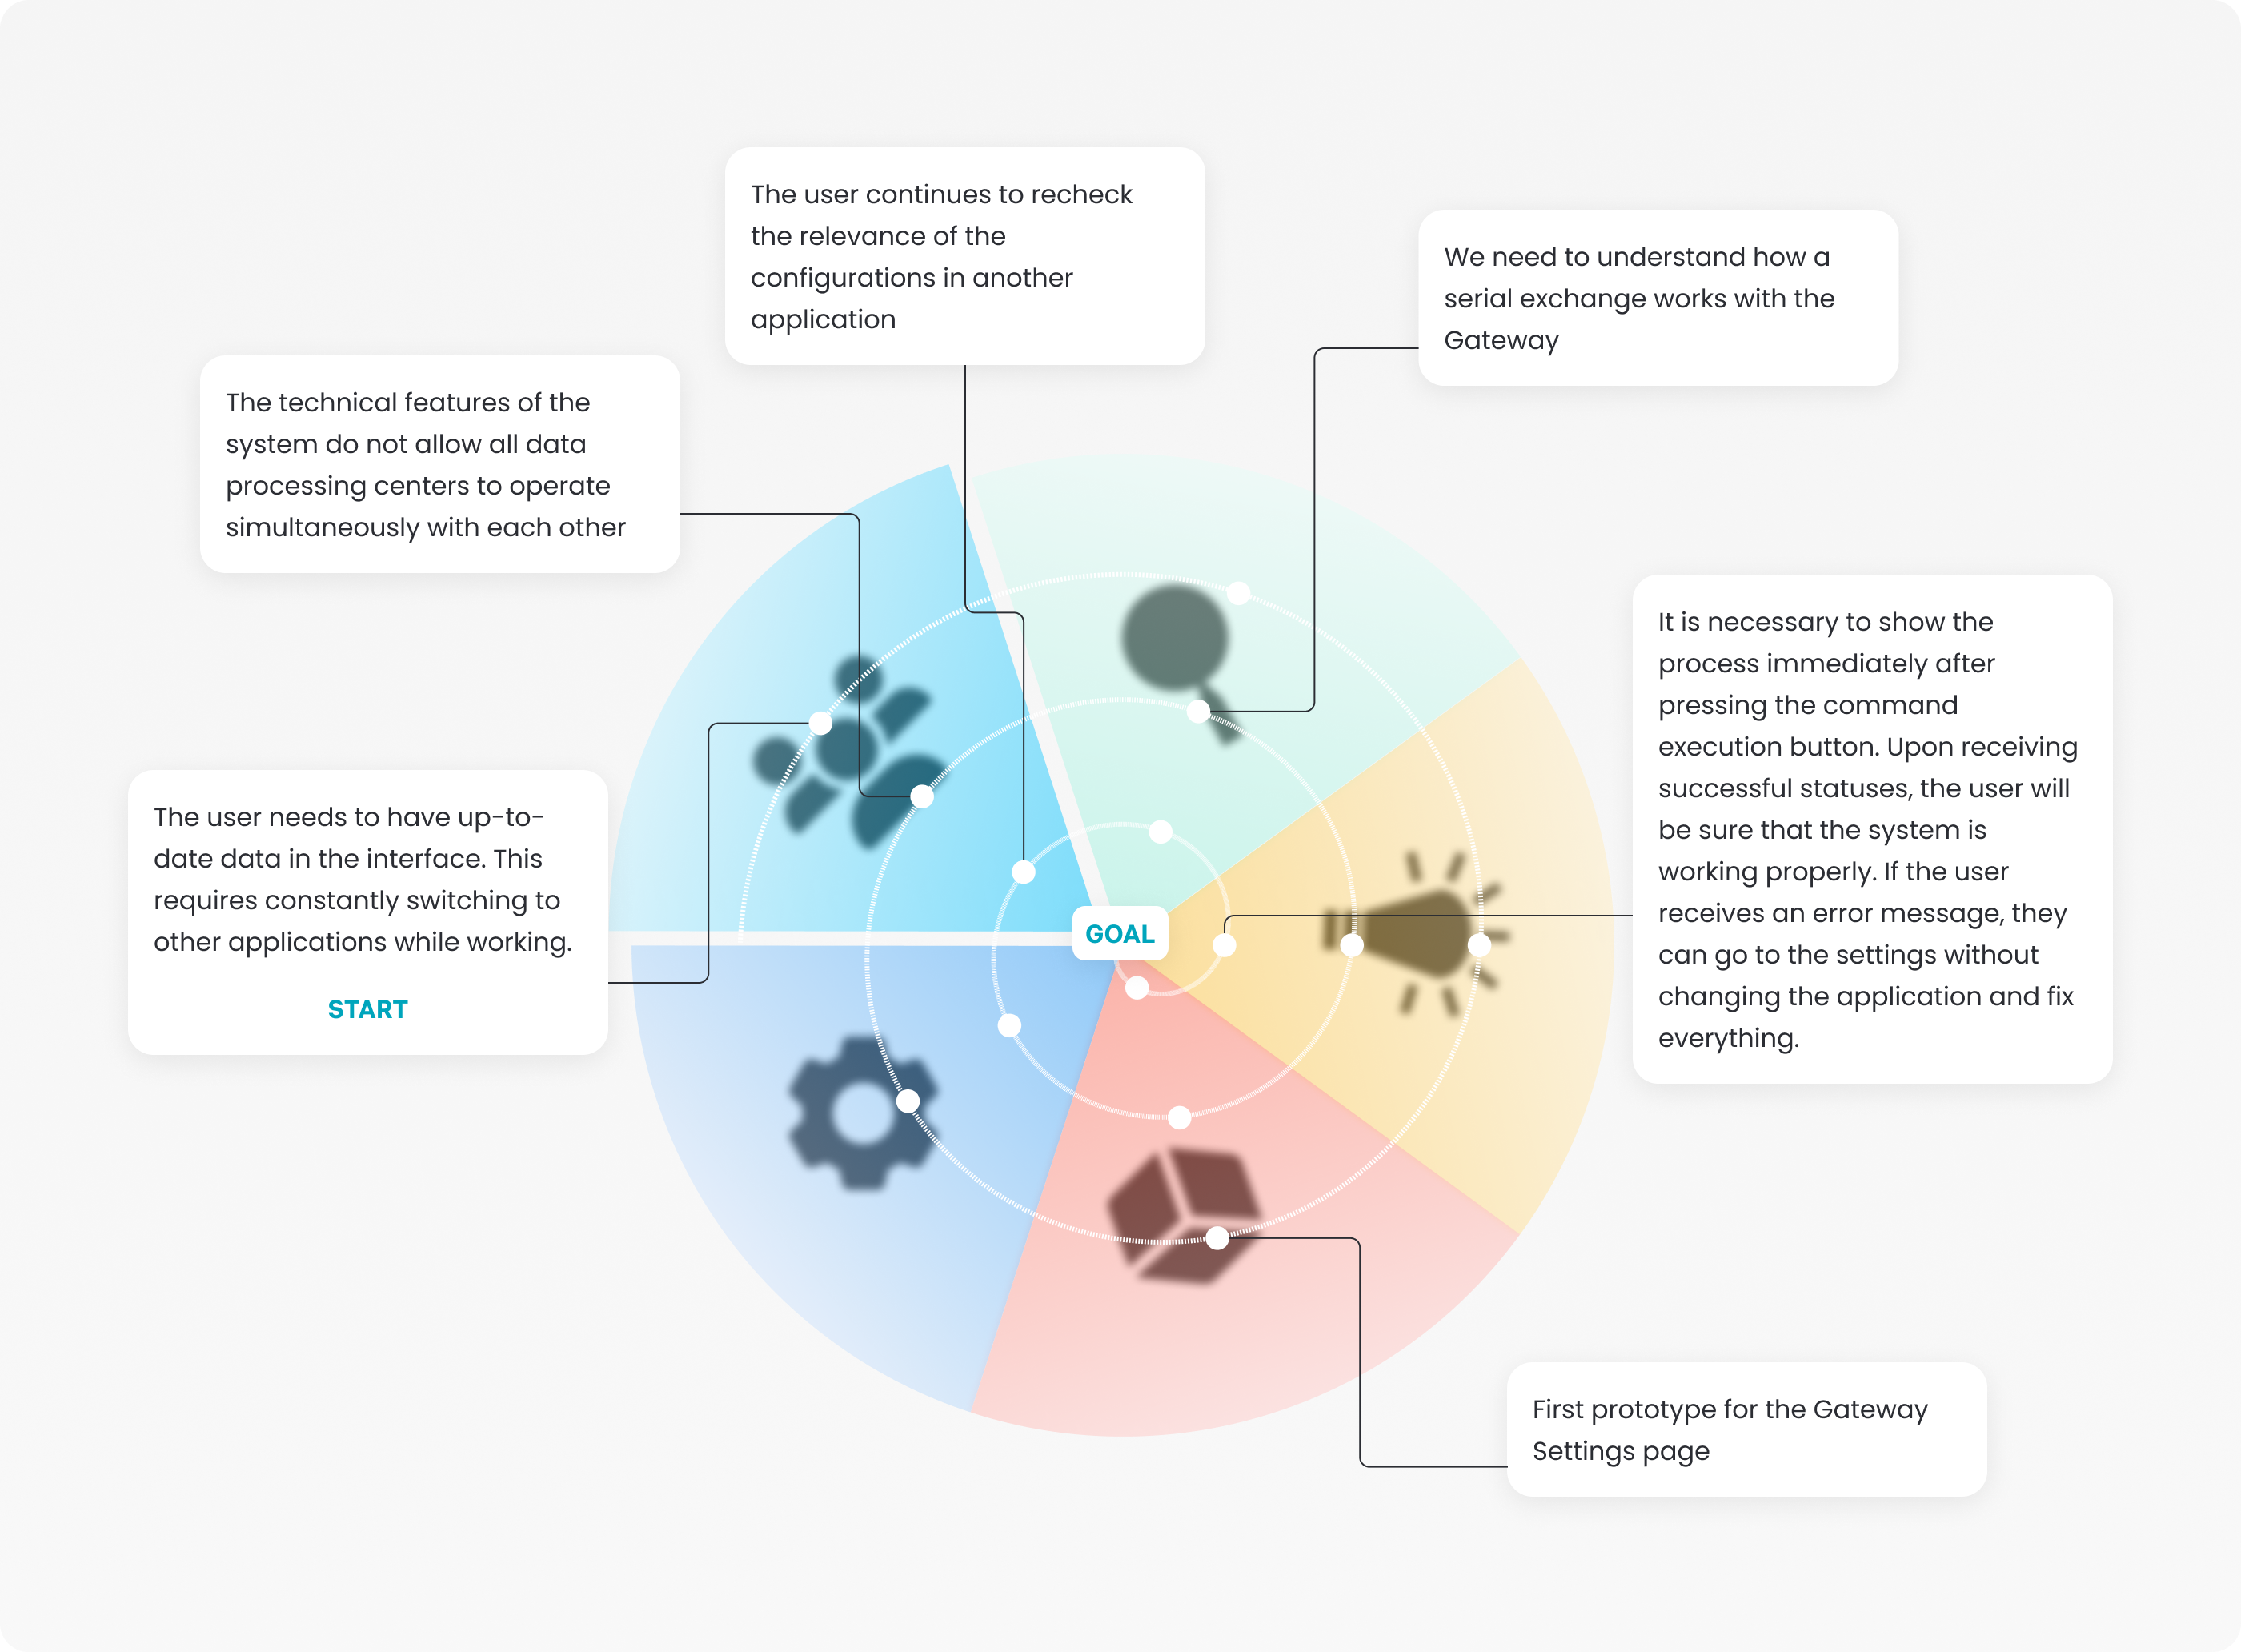 The user continues to recheck
the relevance of the
configurations in another
application
We need to understand how a
serial exchange works with the
Gateway
The technical features of the
system do not allow all data
processing centers to operate
simultaneously with each other
It is necessary to show the
process immediately after
pressing the command
execution button. Upon receiving
successful statuses, the user will
be sure that the system is
working properly. If the user
receives an error message, they
can go to the settings without
changing the application and fix
everything.
The user needs to have up-to-
date data in the interface. This
requires constantly switching to
other applications while working.
START
GOAL
First prototype for the Gateway
Settings page